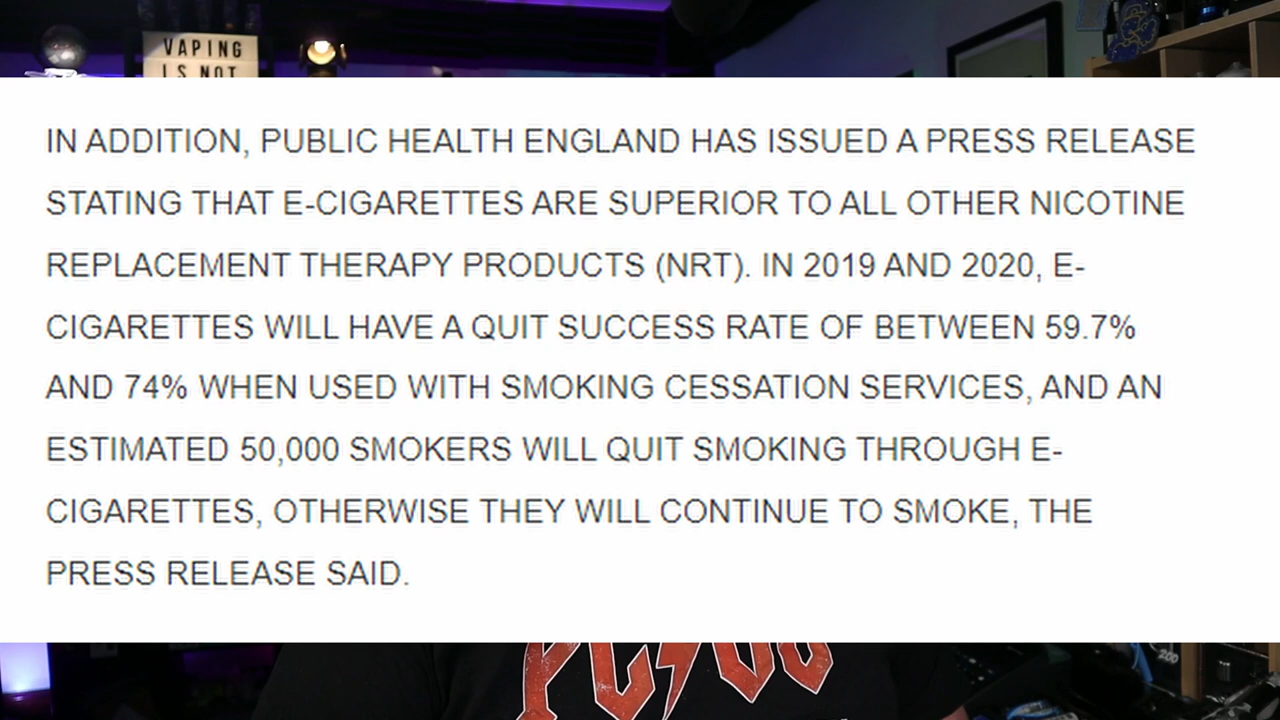 VAPING
IS NOT
IN ADDITION, PUBLIC HEALTH ENGLAND HAS ISSUED A PRESS RELEASE
STATING THAT E-CIGARETTES ARE SUPERIOR TO ALL OTHER NICOTINE
REPLACEMENT THERAPY PRODUCTS (NRT). IN 2019 AND 2020, E-
CIGARETTES WILL HAVE A QUIT SUCCESS RATE OF BETWEEN 59.7%
AND 74% WHEN USED WITH SMOKING CESSATION SERVICES, AND AN
ESTIMATED 50,000 SMOKERS WILL QUIT SMOKING THROUGH E-
CIGARETTES, OTHERWISE THEY WILL CONTINUE TO SMOKE, THE
PRESS RELEASE SAID.
200